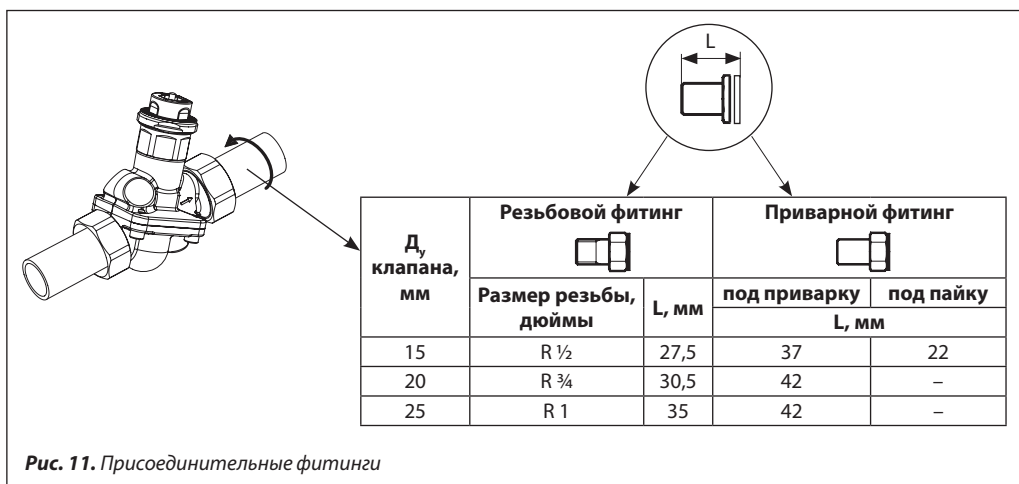 L
Резьбовой фитинг Приварной фитинг
Ду клапана, мм
Размер резьбы, дюймы L, мм под приварку под пайку
L, мм
15 R ½ 27,5 37 22
20 R ¾ 30,5 42 –
25 R 1 35 42 –
Рис. 11. Присоединительные фитинги